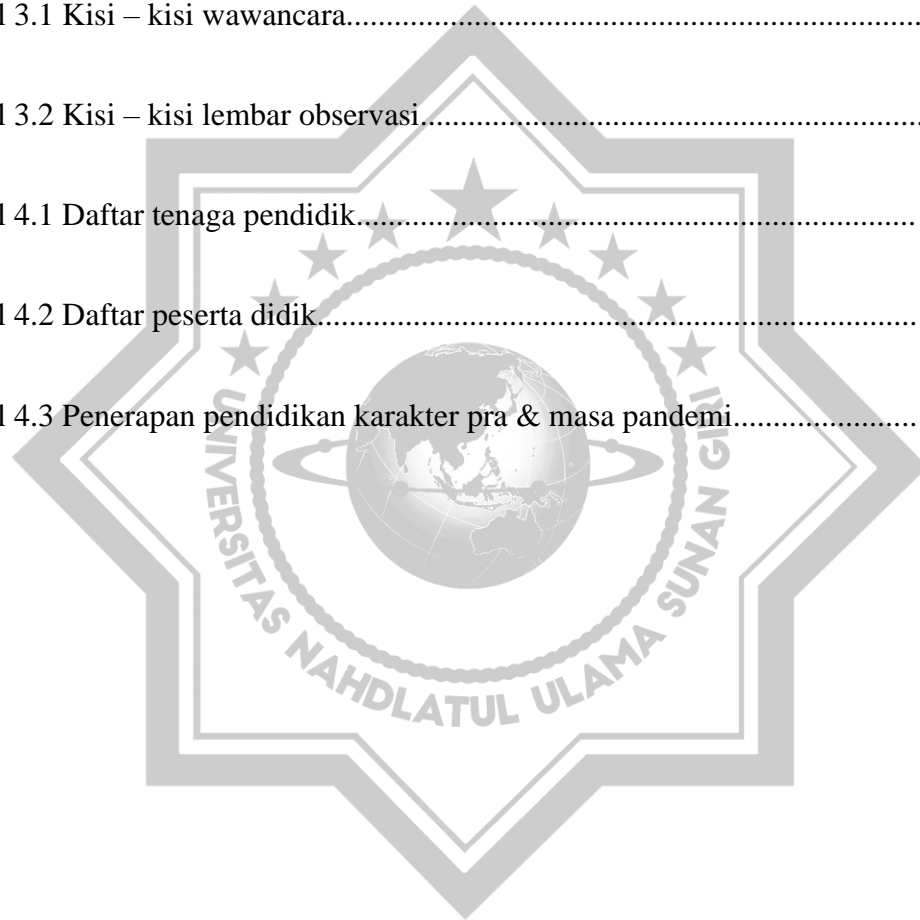 l 3.1 Kisi – kisi wawancara........................................................................
l 3.2 Kisi – kisi lembar observasi...............................................................
l 4.1 Daftar tenaga pendidik......................................................................
l 4.2 Daftar peserta didik...........................................................................
l 4.3 Penerapan pendidikan karakter pra & masa pandemi.......................
UNIVERSITAS NAHDLATUL ULAMA SUNAN GIRI